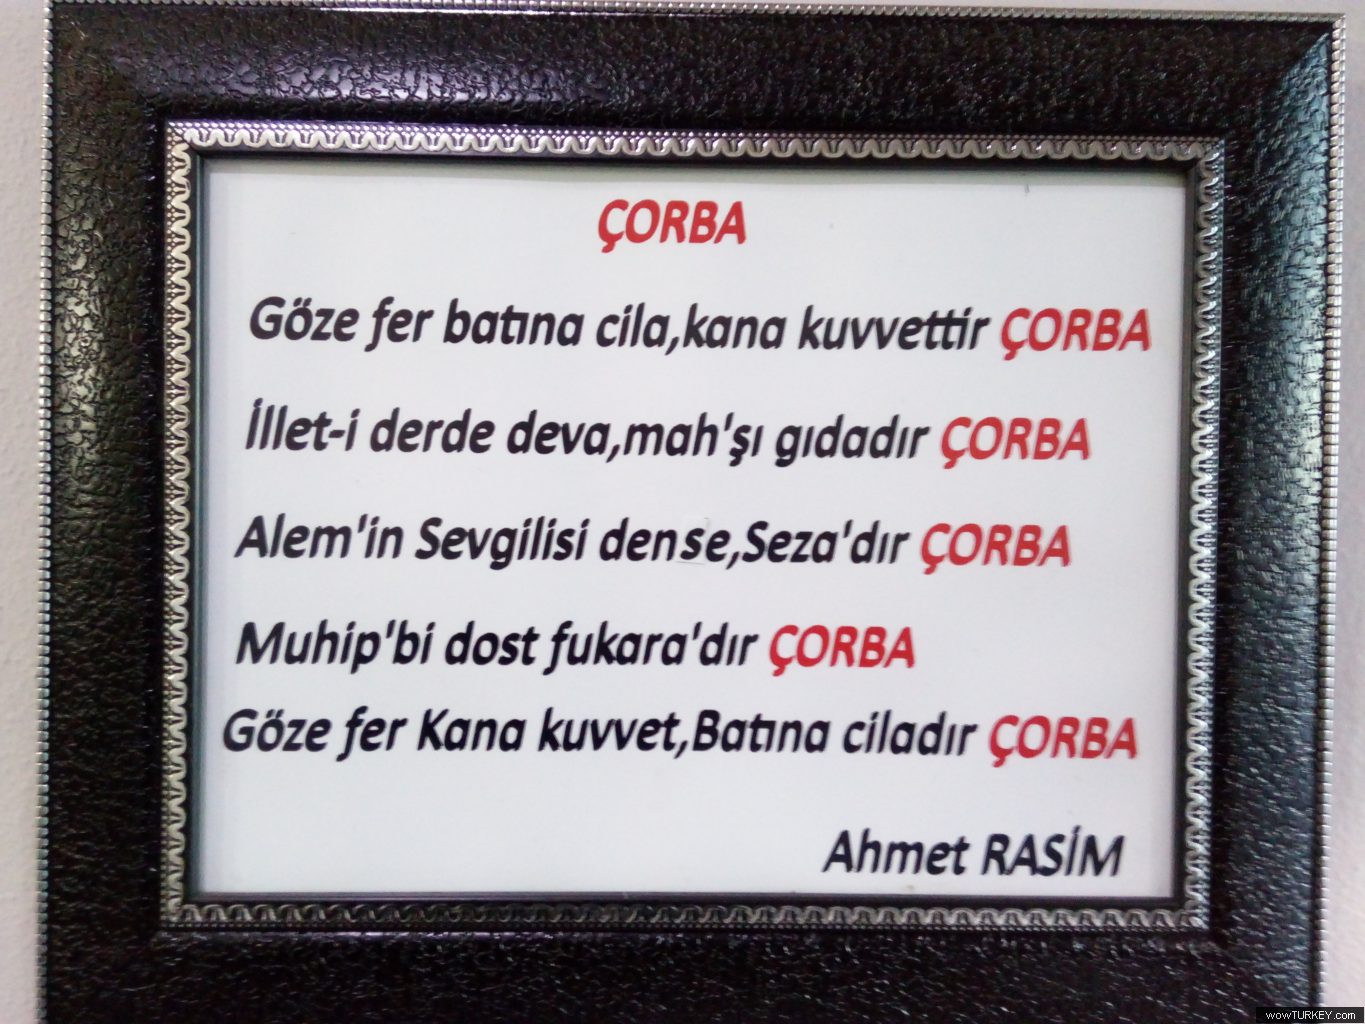 ÇORBA
Göze fer batına cila,kana kuvvettir ÇORBA
İllet-i derde deva,mah'şı gıdadır ÇORBA
Alem'in Sevgilisi dense,Seza'dır ÇORBA
Muhip'bi dost fukara'dır ÇORBA
Göze fer Kana kuvvet,Batına ciladır ÇORBA
Ahmet RASİM
wowTURKEY.com